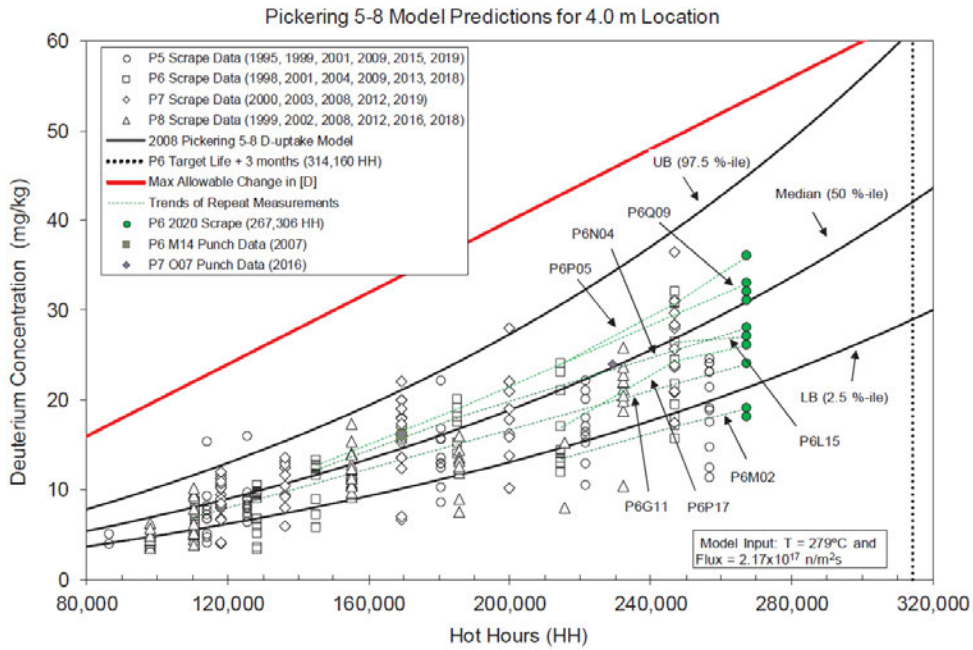 Pickering 5-8 Model Predictions for 4.0 m Location
Deuterium Concentration (mg/kg)
60
50
40
30
20
10
0
P5 Scrape Data (1995, 1999, 2001, 2009, 2015, 2019)
P6 Scrape Data (1998, 2001, 2004, 2009, 2013, 2018)
P7 Scrape Data (2000, 2003, 2008, 2012, 2019)
P8 Scrape Data (1999, 2002, 2008, 2012, 2016, 2018)
2008 Pickering 5-8 D-uptake Model
P6 Target Life + 3 months (314,160 HH)
Max Allowable Change in [D]
Trends of Repeat Measurements
P6 2020 Scrape (267,306 HH)
P6 M14 Punch Data (2007)
P7 O07 Punch Data (2016)
UB (97.5 %-ile)
Median (50 %-ile)
P6Q09
P6N04
P6P05
LB (2.5 %-ile)
P6L15
P6M02
P6G11
P6P17
Model Input: T = 279ºC and
Flux = 2.17x10¹⁷ n/m²s
80,000
120,000
160,000
200,000
240,000
280,000
320,000
Hot Hours (HH)